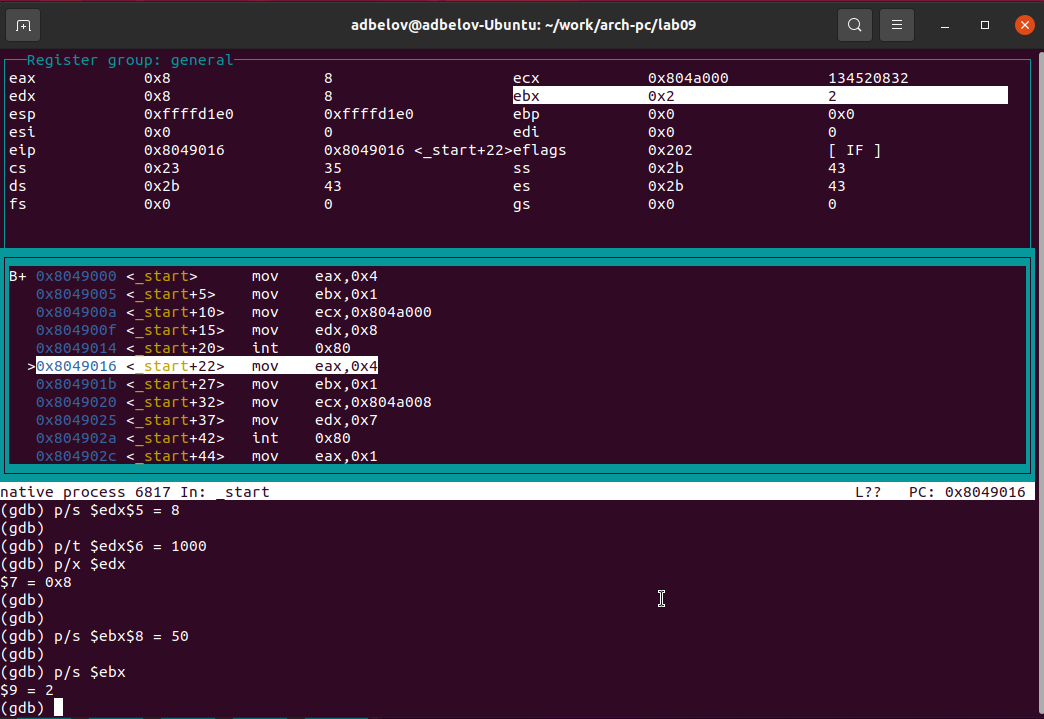 adbelov@adbelov-Ubuntu: ~/work/arch-pc/lab09
Register group: general
eax 0x8 8 ecx 0x804a000 134520832
edx 0x8 8 ebx 0x2 2
esp 0xffffd1e0 0xffffd1e0 ebp 0x0 0x0
esi 0x0 0 edi 0x0 0
eip 0x8049016 0x8049016 <_start+22>eflags 0x202 [ IF ]
cs 0x23 35 ss 0x2b 43
ds 0x2b 43 es 0x2b 43
fs 0x0 0 gs 0x0 0
B+ 0x8049000 <_start> mov eax,0x4
0x8049005 <_start+5> mov ebx,0x1
0x804900a <_start+10> mov ecx,0x804a000
0x804900f <_start+15> mov edx,0x8
0x8049014 <_start+20> int 0x80
>0x8049016 <_start+22> mov eax,0x4
0x804901b <_start+27> mov ebx,0x1
0x8049020 <_start+32> mov ecx,0x804a008
0x8049025 <_start+37> mov edx,0x7
0x804902a <_start+42> int 0x80
0x804902c <_start+44> mov eax,0x1
native process 6817 In: _start L?? PC: 0x8049016
(gdb) p/s $edx$5 = 8
(gdb)
(gdb) p/t $edx$6 = 1000
(gdb) p/x $edx
$7 = 0x8
(gdb)
(gdb)
(gdb) p/s $ebx$8 = 50
(gdb)
(gdb) p/s $ebx
$9 = 2
(gdb)